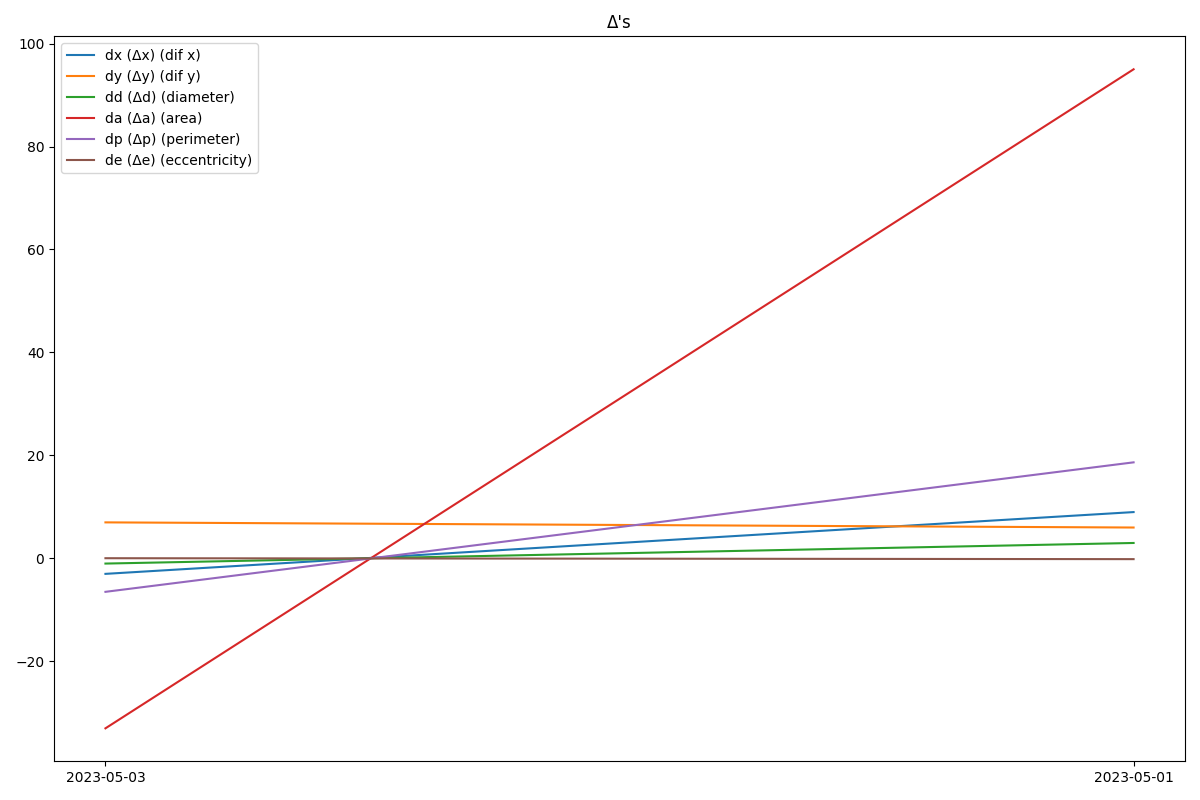 Δ's
100
80
60
40
20
0
−20
dx (Δx) (dif x)
dy (Δy) (dif y)
dd (Δd) (diameter)
da (Δa) (area)
dp (Δp) (perimeter)
de (Δe) (eccentricity)
2023-05-03
2023-05-01